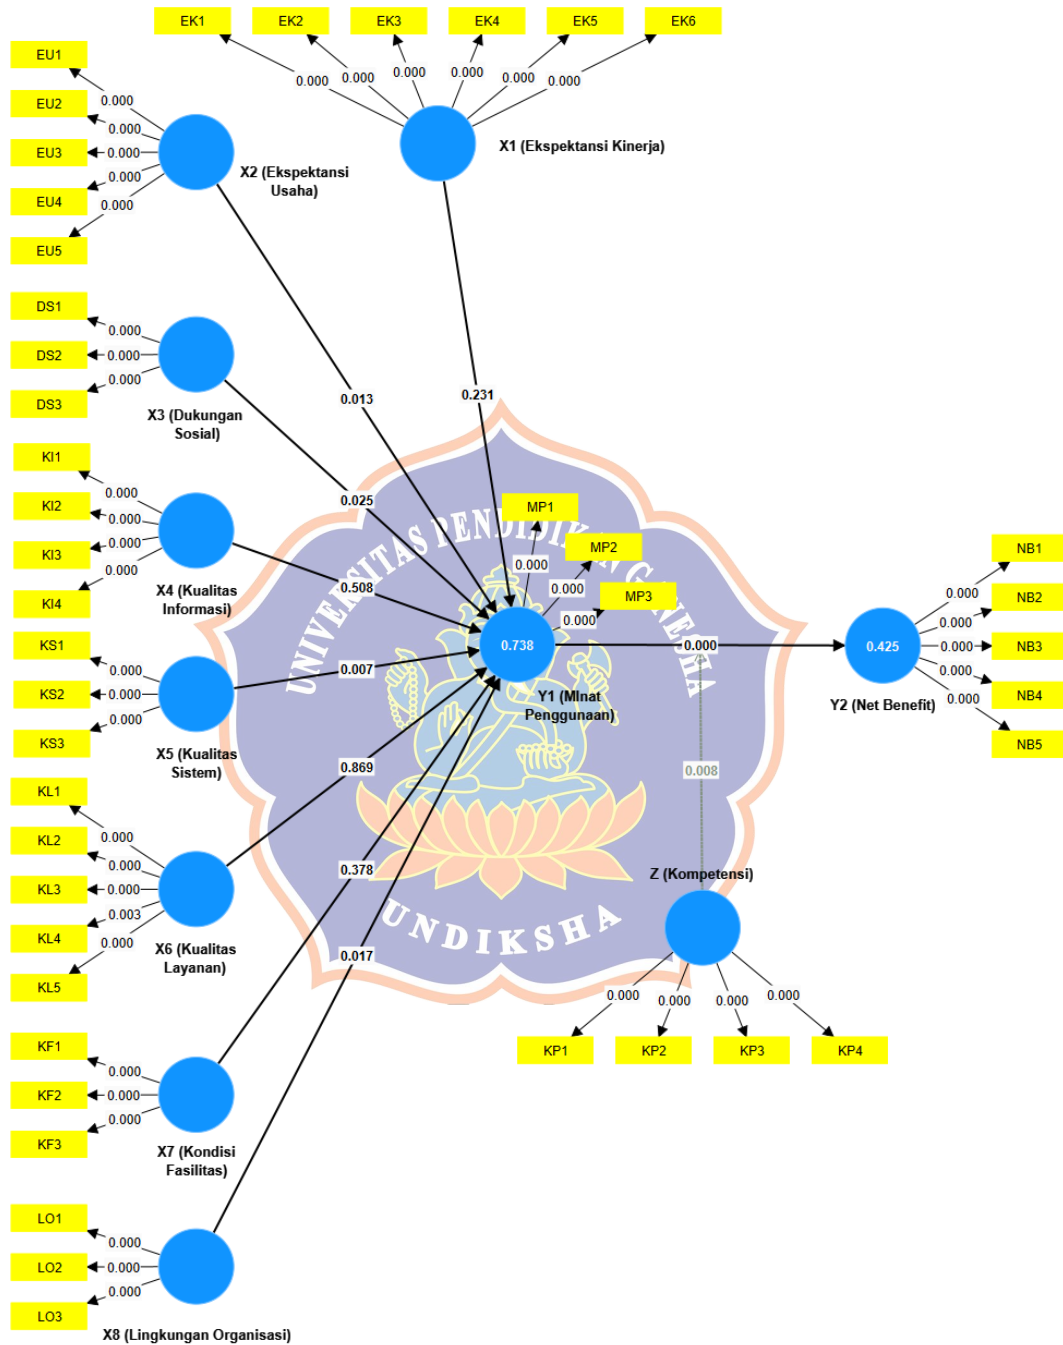 EK1
EK2
EK3
EK4
EK5
EK6
0.000
0.000
0.000
0.000
0.000
0.000
X1 (Ekspektansi Kinerja)
EU1
EU2
EU3
EU4
EU5
0.000
0.000
0.000
0.000
0.000
X2 (Ekspektansi
Usaha)
DS1
DS2
DS3
0.000
0.000
0.000
X3 (Dukungan
Sosial)
KI1
KI2
KI3
KI4
0.000
0.000
0.000
0.000
X4 (Kualitas
Informasi)
KS1
KS2
KS3
0.000
0.000
0.000
X5 (Kualitas
Sistem)
KL1
KL2
KL3
KL4
KL5
0.000
0.000
0.000
0.003
0.000
X6 (Kualitas
Layanan)
KF1
KF2
KF3
0.000
0.000
0.000
X7 (Kondisi
Fasilitas)
LO1
LO2
LO3
0.000
0.000
0.000
X8 (Lingkungan Organisasi)
0.231
0.013
0.025
0.508
0.007
0.869
0.378
0.017
MP1
MP2
MP3
0.000
0.000
0.000
0.738
Y1 (MInat
Penggunaan)
0.000
0.008
0.425
Y2 (Net Benefit)
NB1
NB2
NB3
NB4
NB5
0.000
0.000
0.000
0.000
0.000
Z (Kompetensi)
0.000
0.000
0.000
0.000
KP1
KP2
KP3
KP4
UNIVERSITAS PENDIDIKAN GANESHA
UNDIKSHA